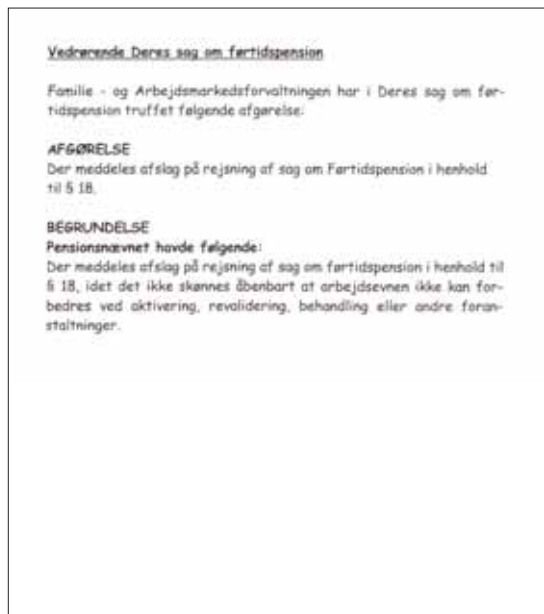 Vedrørende Deres sag om førtidspension
Familie - og Arbejdsmarkedsforvaltningen har i Deres sag om før-
tidspension truffet følgende afgørelse:
AFGØRELSE
Der meddeles afslag på rejsning af sag om Førtidspension i henhold
til § 18.
BEGRUNDELSE
Pensionsnævnet havde følgende:
Der meddeles afslag på rejsning af sag om førtidspension i henhold til
§ 18, idet det ikke skønnes åbenbart at arbejdsevnen ikke kan for-
bedres ved aktivering, revalidering, behandling eller andre foran-
staltninger.